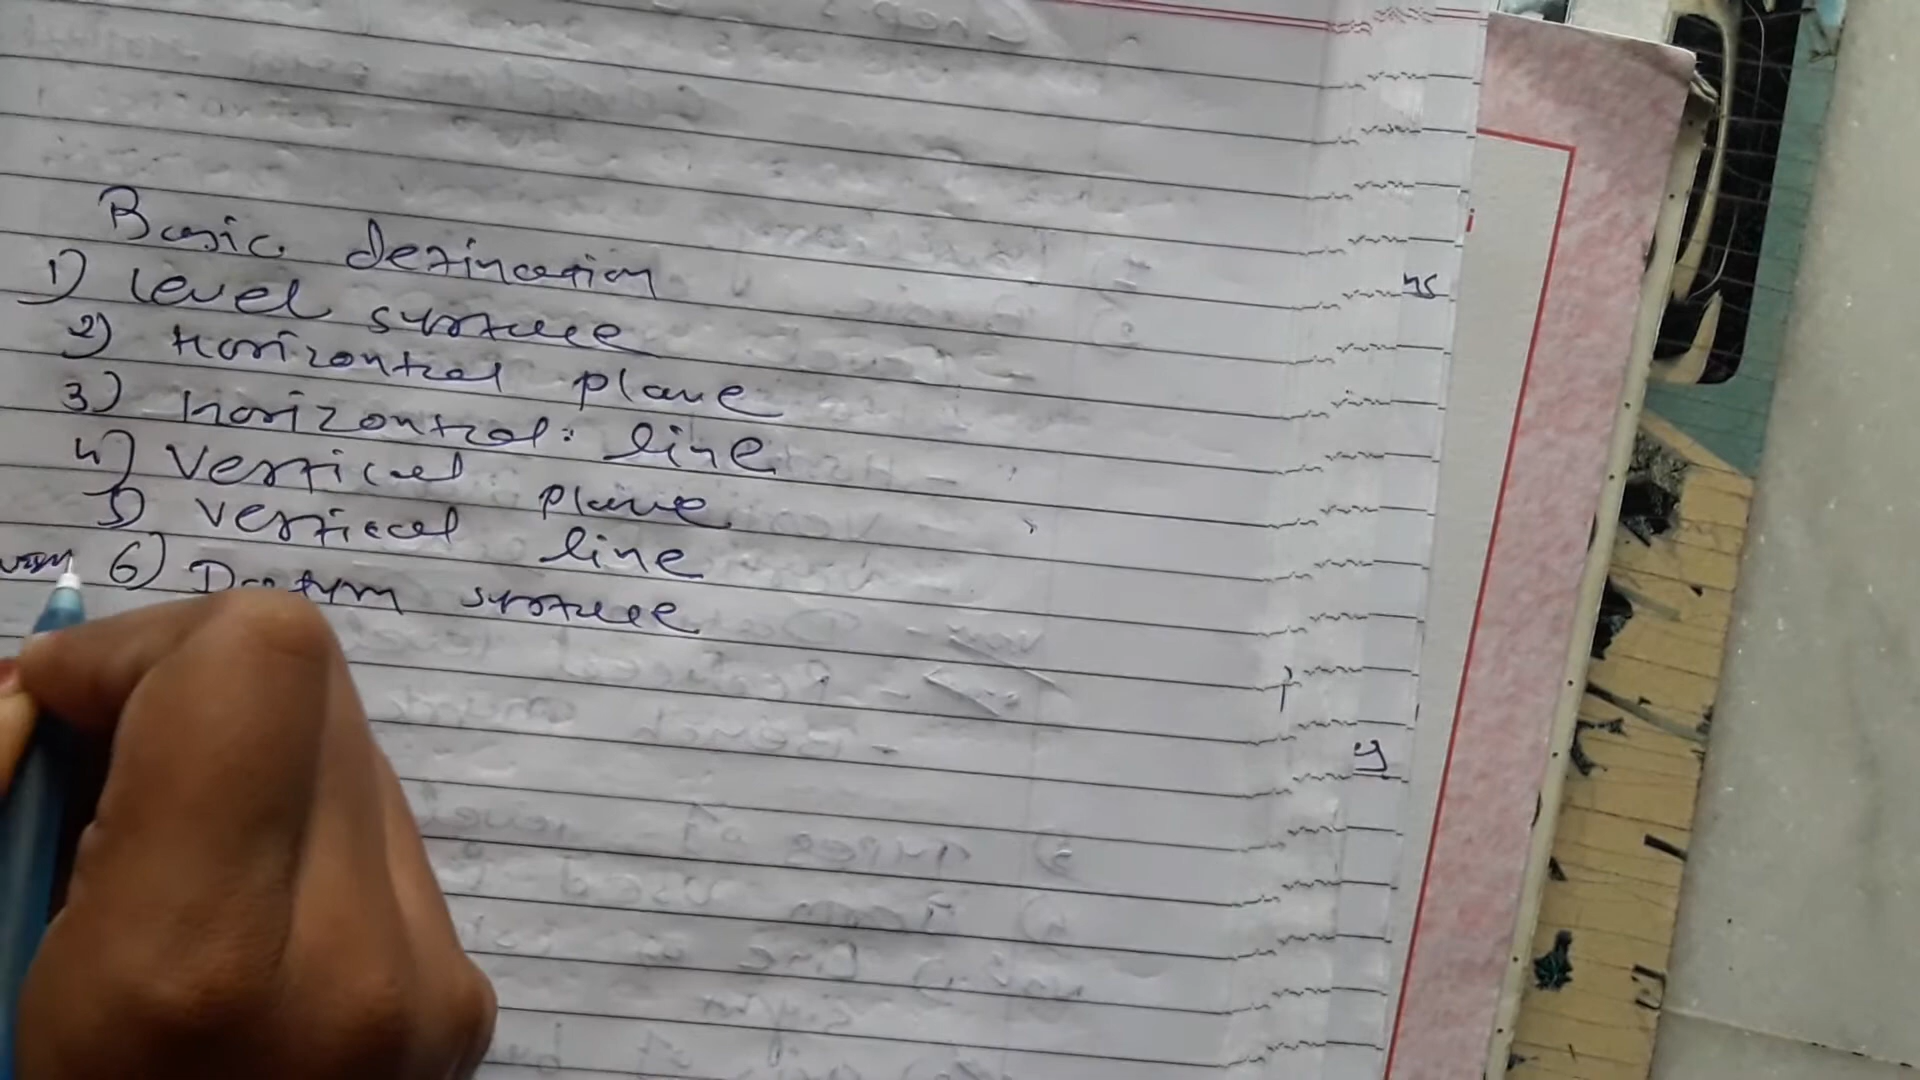 Basic defination
1) Level surface
2) Horizontal plane
3) horizontal line
4) Vertical plane
5) Vertical line
6) Datum surface